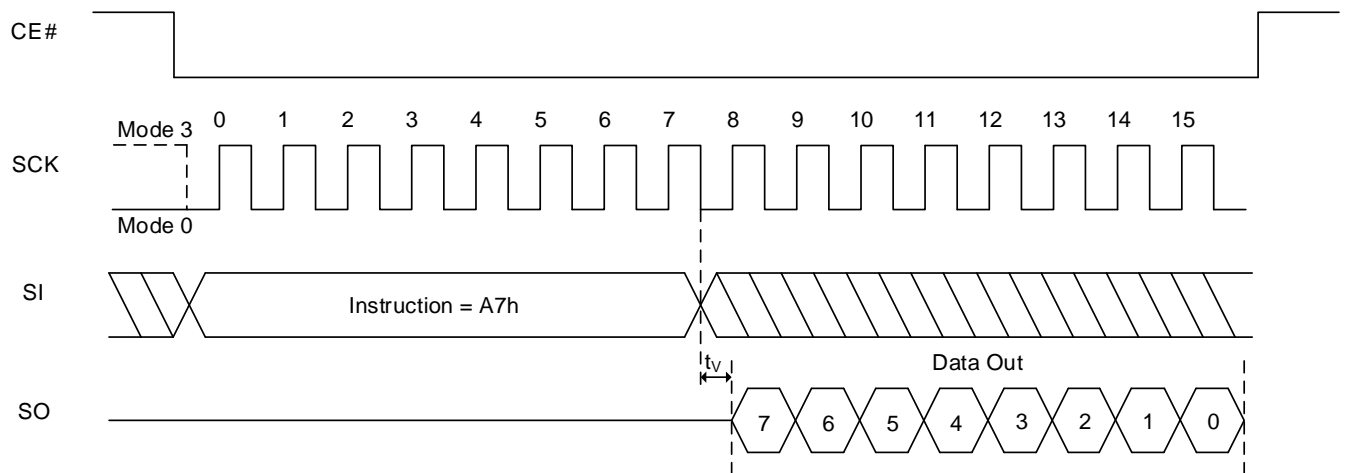 CE#
Mode 3
0 1 2 3 4 5 6 7 8 9 10 11 12 13 14 15
SCK
Mode 0
SI
Instruction = A7h
tV
Data Out
SO
7 6 5 4 3 2 1 0